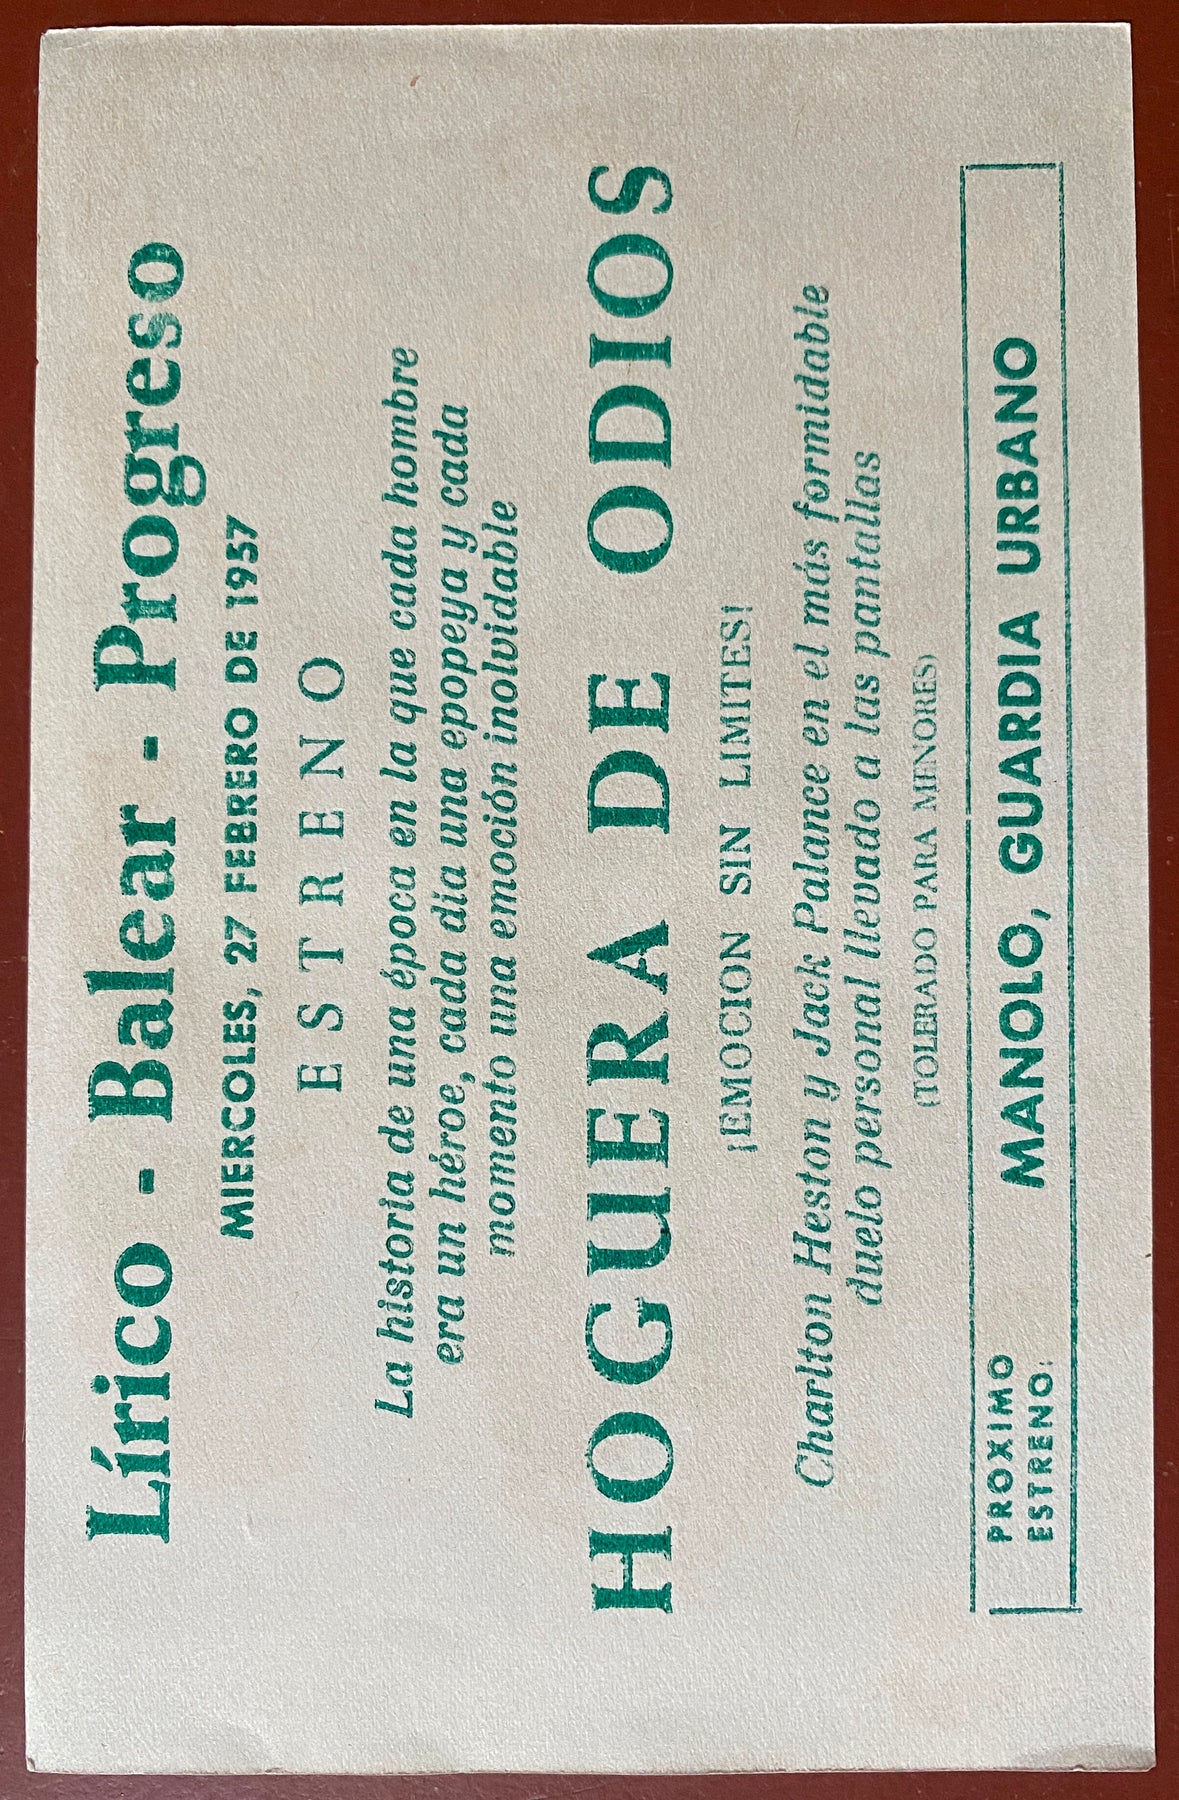 Lírico - Balear - Progreso
MIERCOLES, 27 FEBRERO DE 1957
ESTRENO
La historia de una época en la que cada hombre
era un héroe, cada día una epopeya y cada
momento una emoción inolvidable
HOGUERA DE ODIOS
¡EMOCION SIN LIMITES!
Charlton Heston y Jack Palance en el más formidable
duelo personal llevado a las pantallas
(TOLERADO PARA MENORES)
PROXIMO
ESTRENO:
MANOLO, GUARDIA URBANO